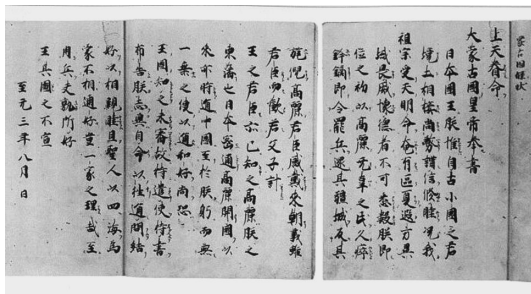 蒙古國牒状
上天眷命
大蒙古國皇帝奉書
日本國王朕惟自古小國之君
境土相接尚務講信修睦況我
祖宗受天明命奄有區夏遐方異
域畏威懷德者不可悉數朕即
位之初以高麗无辜之民久瘁
鋒鏑即令罷兵還其疆域反其
旄倪高麗君臣感戴來朝義雖
君臣歡若父子計
王之君臣亦已知之高麗朕之
東藩也日本密邇高麗開國以
來亦時通中國至於朕躬而無
一乘之使以通和好尚恐
王國知之未審故特遣使持書
布告朕志冀自今以往通問結
好以相親睦且聖人以四海為
家不相通好豈一家之理哉至
用兵夫孰所好
王其圖之不宣
至元三年八月 日